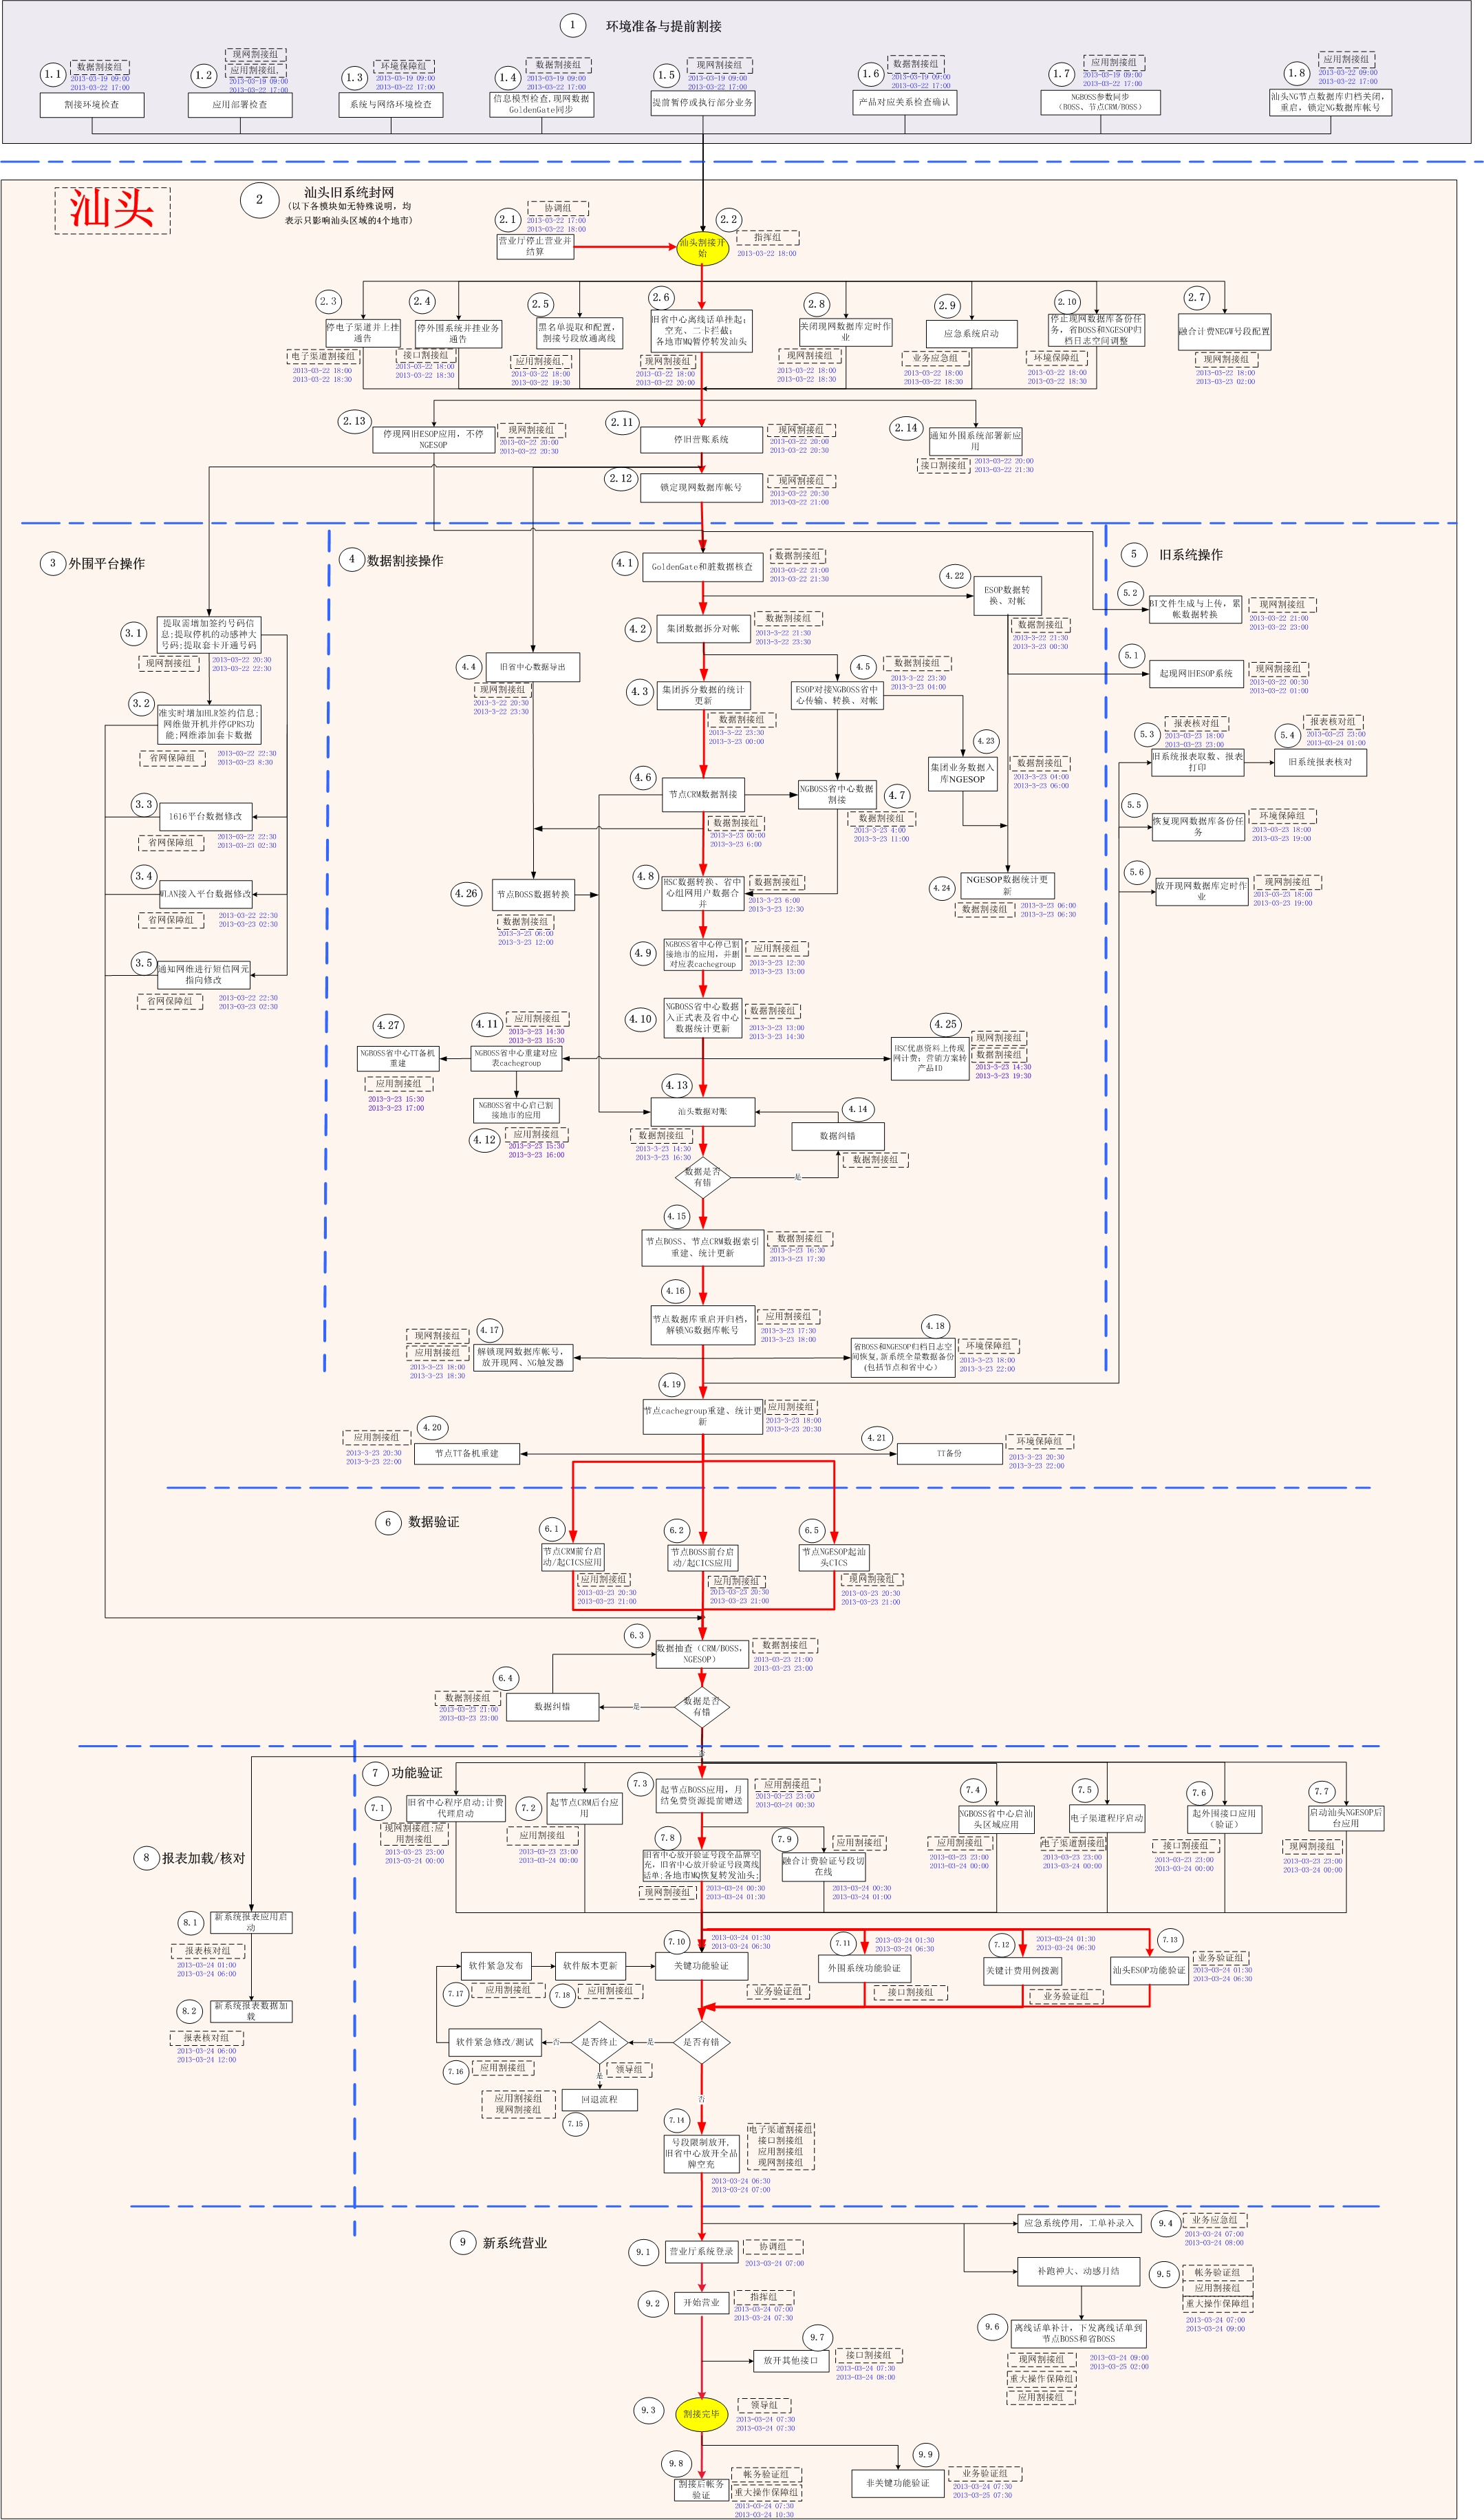 1
环境准备与提前割接
1.1
数据割接组
2013-03-19 09:00
2013-03-22 17:00
割接环境检查
1.2
现网割接组
应用割接组,
2013-03-19 09:00
2013-03-22 17:00
应用部署检查
1.3
环境保障组
2013-03-19 09:00
2013-03-22 17:00
系统与网络环境检查
1.4
数据割接组
2013-03-19 09:00
2013-03-22 17:00
信息模型检查,现网数据
GoldenGate同步
1.5
现网割接组
2013-03-19 09:00
2013-03-22 17:00
提前暂停或执行部分业务
1.6
数据割接组
2013-03-19 09:00
2013-03-22 17:00
产品对应关系检查确认
1.7
应用割接组
2013-03-19 09:00
2013-03-22 17:00
NGBOSS参数同步
(BOSS、节点CRM/BOSS)
1.8
应用割接组
2013-03-22 09:00
2013-03-22 17:00
汕头NG节点数据库归档关闭,
重启, 锁定NG数据库帐号
汕头
2
汕头旧系统封网
(以下各模块如无特殊说明,均
表示只影响汕头区域的4个地市)
2.1
协调组
2013-03-22 17:00
2013-03-22 18:00
营业厅停止营业并
结算
2.2
汕头割接开
始
指挥组
2013-03-22 18:00
2.3
停电子渠道并上挂
通告
电子渠道割接组
2013-03-22 18:00
2013-03-22 18:30
2.4
停外围系统并挂业务
通告
接口割接组
2013-03-22 18:00
2013-03-22 18:30
2.5
黑名单提取和配置,
割接号段放通离线
应用割接组,
2013-03-22 18:00
2013-03-22 19:30
2.6
旧省中心离线话单挂起;
空充、二卡拦截;
各地市MQ暂停转发汕头
现网割接组
2013-03-22 18:00
2013-03-22 20:00
2.8
关闭现网数据库定时作
业
现网割接组
2013-03-22 18:00
2013-03-22 18:30
2.9
应急系统启动
业务应急组
2013-03-22 18:00
2013-03-22 18:30
2.10
停止现网数据库备份任
务, 省BOSS和NGESOP归
档日志空间调整
环境保障组
2013-03-22 18:00
2013-03-22 18:30
2.7
融合计费NEGW号段配置
现网割接组
2013-03-22 18:00
2013-03-23 02:00
2.13
停现网旧ESOP应用, 不停
NGESOP
现网割接组
2013-03-22 20:00
2013-03-22 20:30
2.11
停旧营账系统
现网割接组
2013-03-22 20:00
2013-03-22 20:30
2.14
通知外围系统部署新应
用
接口割接组
2013-03-22 20:00
2013-03-22 21:30
2.12
锁定现网数据库帐号
现网割接组
2013-03-22 20:30
2013-03-22 21:00
3
外围平台操作
3.1
提取需增加签约号码信
息;提取停机的动感神大
号码;提取套卡开通号码
现网割接组
2013-03-22 20:30
2013-03-22 22:30
3.2
准实时增加HLR签约信息;
网维做开机并停GPRS功
能;网维添加套卡数据
省网保障组
2013-03-22 22:30
2013-03-23 8:30
3.3
1616平台数据修改
省网保障组
2013-03-22 22:30
2013-03-23 02:30
3.4
WLAN接入平台数据修改
省网保障组
2013-03-22 22:30
2013-03-23 02:30
3.5
通知网维进行短信网元
指向修改
省网保障组
2013-03-22 22:30
2013-03-23 02:30
4
数据割接操作
4.1
GoldenGate和脏数据核查
数据割接组
2013-03-22 21:00
2013-03-22 21:30
4.22
ESOP数据转
换、对帐
数据割接组
2013-3-22 21:30
2013-3-23 00:30
4.2
集团数据拆分对帐
数据割接组
2013-3-22 21:30
2013-3-22 23:30
4.4
旧省中心数据导出
现网割接组
2013-3-22 20:30
2013-3-22 23:30
4.3
集团拆分数据的统计
更新
数据割接组
2013-3-22 23:30
2013-3-23 00:00
4.5
数据割接组
2013-3-22 23:30
2013-3-23 04:00
ESOP对接NGBOSS省中
心传输、转换、对帐
4.23
集团业务数据入
库NGESOP
数据割接组
2013-3-23 04:00
2013-3-23 06:00
4.6
节点CRM数据割接
数据割接组
2013-3-23 00:00
2013-3-23 6:00
4.7
NGBOSS省中心数据
割接
数据割接组
2013-3-23 4:00
2013-3-23 11:00
4.26
节点BOSS数据转换
数据割接组
2013-3-23 06:00
2013-3-23 12:00
4.8
HSC数据转换、省中
心组网用户数据合
并
数据割接组
2013-3-23 6:00
2013-3-23 12:30
4.24
NGESOP数据统计更
新
数据割接组
2013-3-23 06:00
2013-3-23 06:30
4.9
NGBOSS省中心停已割
接地市的应用, 并删
对应表cachegroup
应用割接组
2013-3-23 12:30
2013-3-23 13:00
4.10
NGBOSS省中心数据
入正式表及省中心
数据统计更新
数据割接组
2013-3-23 13:00
2013-3-23 14:30
4.27
NGBOSS省中心TT备机
重建
应用割接组
2013-3-23 15:30
2013-3-23 17:00
4.11
应用割接组
2013-3-23 14:30
2013-3-23 15:30
NGBOSS省中心重建对应
表cachegroup
NGBOSS省中心启已割
接地市的应用
4.12
应用割接组
2013-3-23 15:30
2013-3-23 16:00
4.25
HSC优惠资料上传现
网计费; 营销方案转
产品ID
现网割接组
数据割接组
2013-3-23 14:30
2013-3-23 19:30
4.13
汕头数据对账
数据割接组
2013-3-23 14:30
2013-3-23 16:30
4.14
数据纠错
数据割接组
数据是否
有错
是
4.15
节点BOSS、节点CRM数据索引
重建、统计更新
数据割接组
2013-3-23 16:30
2013-3-23 17:30
4.16
节点数据库重启开归档,
解锁NG数据库帐号
应用割接组
2013-3-23 17:30
2013-3-23 18:00
4.17
现网割接组
应用割接组
2013-3-23 18:00
2013-3-23 18:30
解锁现网数据库帐号,
放开现网、NG触发器
4.18
省BOSS和NGESOP归档日志空
间恢复,新系统全量数据备份
(包括节点和省中心)
环境保障组
2013-3-23 18:00
2013-3-23 22:00
4.19
节点cachegroup重建、统计更
新
应用割接组
2013-3-23 18:00
2013-3-23 20:30
4.20
应用割接组
2013-3-23 20:30
2013-3-23 22:00
节点TT备机重建
4.21
TT备份
环境保障组
2013-3-23 20:30
2013-3-23 22:00
5
旧系统操作
5.2
BI文件生成与上传, 累
帐数据转换
现网割接组
2013-03-22 21:00
2013-03-22 23:00
5.1
起现网旧ESOP系统
现网割接组
2013-03-22 00:30
2013-03-22 01:00
5.3
报表核对组
2013-03-23 18:00
2013-03-23 23:00
旧系统报表取数、报表
打印
5.4
报表核对组
2013-03-23 23:00
2013-03-24 01:00
旧系统报表核对
5.5
恢复现网数据库备份任
务
环境保障组
2013-03-23 18:00
2013-03-23 19:00
5.6
放开现网数据库定时作
业
现网割接组
2013-03-23 18:00
2013-03-23 19:00
6
数据验证
6.1
节点CRM前台启
动/起CICS应用
应用割接组
2013-03-23 20:30
2013-03-23 21:00
6.2
节点BOSS前台启
动/起CICS应用
应用割接组
2013-03-23 20:30
2013-03-23 21:00
6.5
节点NGESOP起汕
头CICS
现网割接组
2013-03-23 20:30
2013-03-23 21:00
6.3
数据抽查(CRM/BOSS,
NGESOP)
数据割接组
2013-03-23 21:00
2013-03-23 23:00
6.4
数据纠错
数据割接组
2013-03-23 21:00
2013-03-23 23:00
是
数据是否
有错
否
7
功能验证
7.1
旧省中心程序启动;计费
代理启动
现网割接组;应
用割接组
2013-03-23 23:00
2013-03-24 00:00
7.2
起节点CRM后台应
用
应用割接组
2013-03-23 23:00
2013-03-24 00:00
7.3
起节点BOSS应用, 月
结免费资源提前赠送
应用割接组
2013-03-23 23:00
2013-03-24 00:30
7.4
NGBOSS省中心启汕
头区域应用
应用割接组
2013-03-23 23:00
2013-03-24 00:00
7.5
电子渠道程序启动
电子渠道割接组
2013-03-23 23:00
2013-03-24 00:00
7.6
起外围接口应用
(验证)
接口割接组
2013-03-23 23:00
2013-03-24 00:00
7.7
启动汕头NGESOP后
台应用
现网割接组
2013-03-23 23:00
2013-03-24 00:00
7.8
旧省中心放开验证号段全品牌空
充, 旧省中心放开验证号段离线
话单;各地市MQ恢复转发汕头;
现网割接组
2013-03-24 00:30
2013-03-24 01:30
7.9
应用割接组
融合计费验证号段切
在线
2013-03-24 00:30
2013-03-24 01:00
7.10
2013-03-24 01:30
2013-03-24 06:30
关键功能验证
业务验证组
7.11
2013-03-24 01:30
2013-03-24 06:30
外围系统功能验证
接口割接组
7.12
2013-03-24 01:30
2013-03-24 06:30
关键计费用例拨测
业务验证组
7.13
汕头ESOP功能验证
业务验证组
2013-03-24 01:30
2013-03-24 06:30
软件紧急发布
7.17
应用割接组
软件版本更新
7.18
应用割接组
软件紧急修改/测试
7.16
应用割接组
否
是否终止
是
是否有错
领导组
是
回退流程
应用割接组
现网割接组
7.15
否
7.14
号段限制放开,
旧省中心放开全品
牌空充
电子渠道割接组
接口割接组
应用割接组
现网割接组
2013-03-24 06:30
2013-03-24 07:00
8
报表加载/核对
8.1
新系统报表应用启
动
报表核对组
2013-03-24 01:00
2013-03-24 06:00
8.2
新系统报表数据加
载
报表核对组
2013-03-24 06:00
2013-03-24 12:00
9
新系统营业
9.1
营业厅系统登录
协调组
2013-03-24 07:00
9.2
开始营业
指挥组
2013-03-24 07:00
2013-03-24 07:30
应急系统停用, 工单补录入
9.4
业务应急组
2013-03-24 07:00
2013-03-24 08:00
补跑神大、动感月结
9.5
帐务验证组
应用割接组
重大操作保障组
2013-03-24 07:00
2013-03-24 09:00
9.6
离线话单补计, 下发离线话单到
节点BOSS和省BOSS
现网割接组
重大操作保障组
应用割接组
2013-03-24 09:00
2013-03-25 02:00
9.7
放开其他接口
接口割接组
2013-03-24 07:30
2013-03-24 08:00
9.3
割接完毕
领导组
2013-03-24 07:30
2013-03-24 07:30
9.8
割接后帐务
验证
帐务验证组
重大操作保障组
2013-03-24 07:30
2013-03-24 10:30
9.9
非关键功能验证
业务验证组
2013-03-24 07:30
2013-03-25 07:30